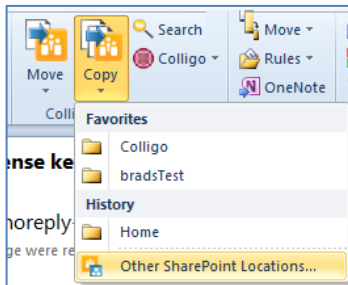 Search
Move
Move
Copy
Colligo
Rules
OneNote
Colli
Favorites
Colligo
bradsTest
History
Home
Other SharePoint Locations...
ense ke
noreply-
ge were re